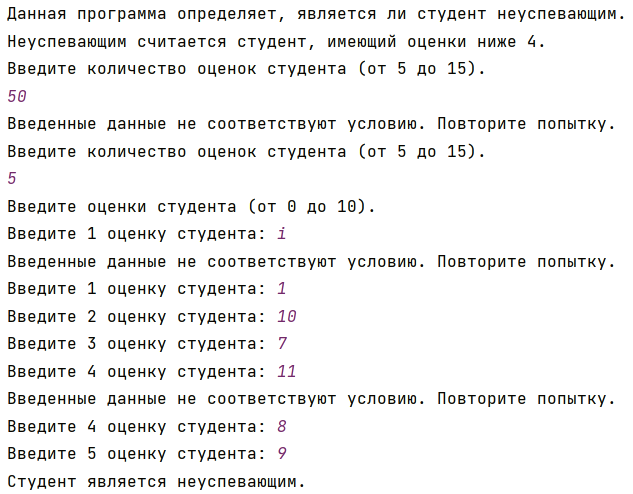 Данная программа определяет, является ли студент неуспевающим.
Неуспевающим считается студент, имеющий оценки ниже 4.
Введите количество оценок студента (от 5 до 15).
50
Введенные данные не соответствуют условию. Повторите попытку.
Введите количество оценок студента (от 5 до 15).
5
Введите оценки студента (от 0 до 10).
Введите 1 оценку студента: i
Введенные данные не соответствуют условию. Повторите попытку.
Введите 1 оценку студента: 1
Введите 2 оценку студента: 10
Введите 3 оценку студента: 7
Введите 4 оценку студента: 11
Введенные данные не соответствуют условию. Повторите попытку.
Введите 4 оценку студента: 8
Введите 5 оценку студента: 9
Студент является неуспевающим.